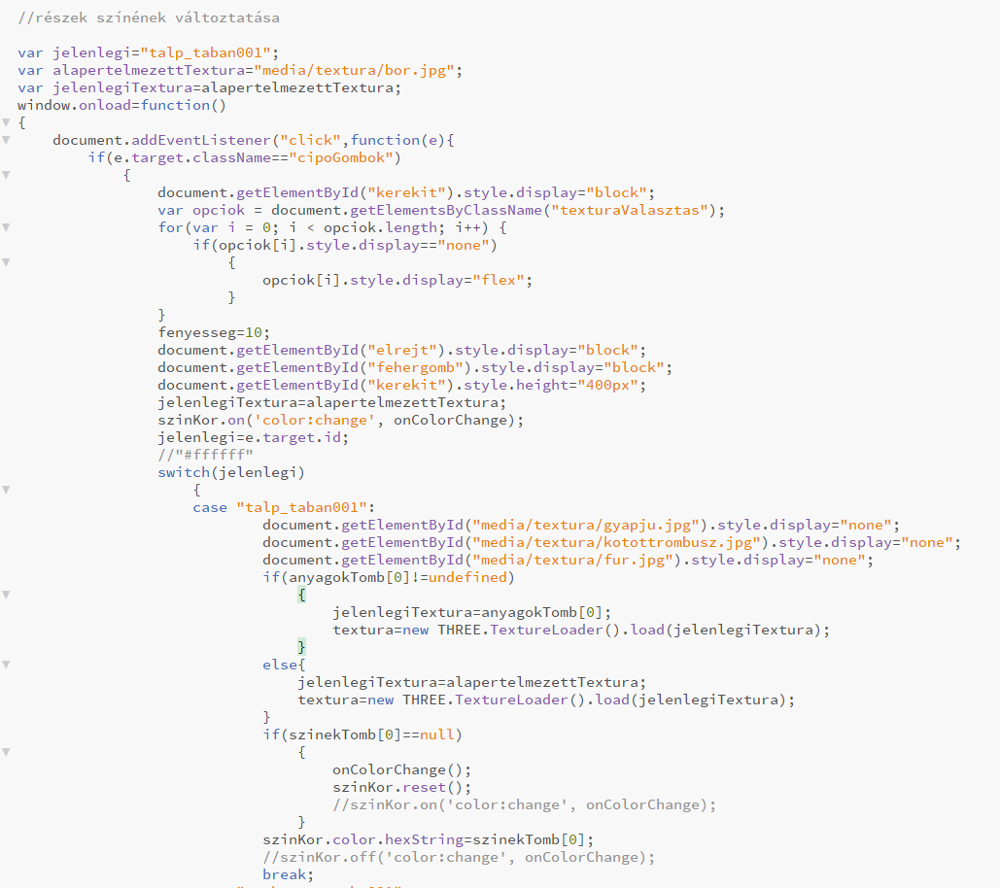 //részek színének változtatása
var jelenlegi="talp_taban001";
var alapertelmezettTextura="media/textura/bor.jpg";
var jelenlegiTextura=alapertelmezettTextura;
window.onload=function()
{
document.addEventListener("click",function(e){
if(e.target.className=="cipoGombok")
{
document.getElementById("kerekit").style.display="block";
var opciok = document.getElementsByClassName("texturaValasztas");
for(var i = 0; i < opciok.length; i++) {
if(opciok[i].style.display=="none")
{
opciok[i].style.display="flex";
}
}
fenyesseg=10;
document.getElementById("elrejt").style.display="block";
document.getElementById("fehergomb").style.display="block";
document.getElementById("kerekit").style.height="400px";
jelenlegiTextura=alapertelmezettTextura;
szinKor.on('color:change', onColorChange);
jelenlegi=e.target.id;
//"#ffffff"
switch(jelenlegi)
{
case "talp_taban001":
document.getElementById("media/textura/gyapju.jpg").style.display="none";
document.getElementById("media/textura/kotottrombusz.jpg").style.display="none";
document.getElementById("media/textura/fur.jpg").style.display="none";
if(anyagokTomb[0]!=undefined)
{
jelenlegiTextura=anyagokTomb[0];
textura=new THREE.TextureLoader().load(jelenlegiTextura);
}
else{
jelenlegiTextura=alapertelmezettTextura;
textura=new THREE.TextureLoader().load(jelenlegiTextura);
}
if(szinekTomb[0]==null)
{
onColorChange();
szinKor.reset();
//szinKor.on('color:change', onColorChange);
}
szinKor.color.hexString=szinekTomb[0];
//szinKor.off('color:change', onColorChange);
break;